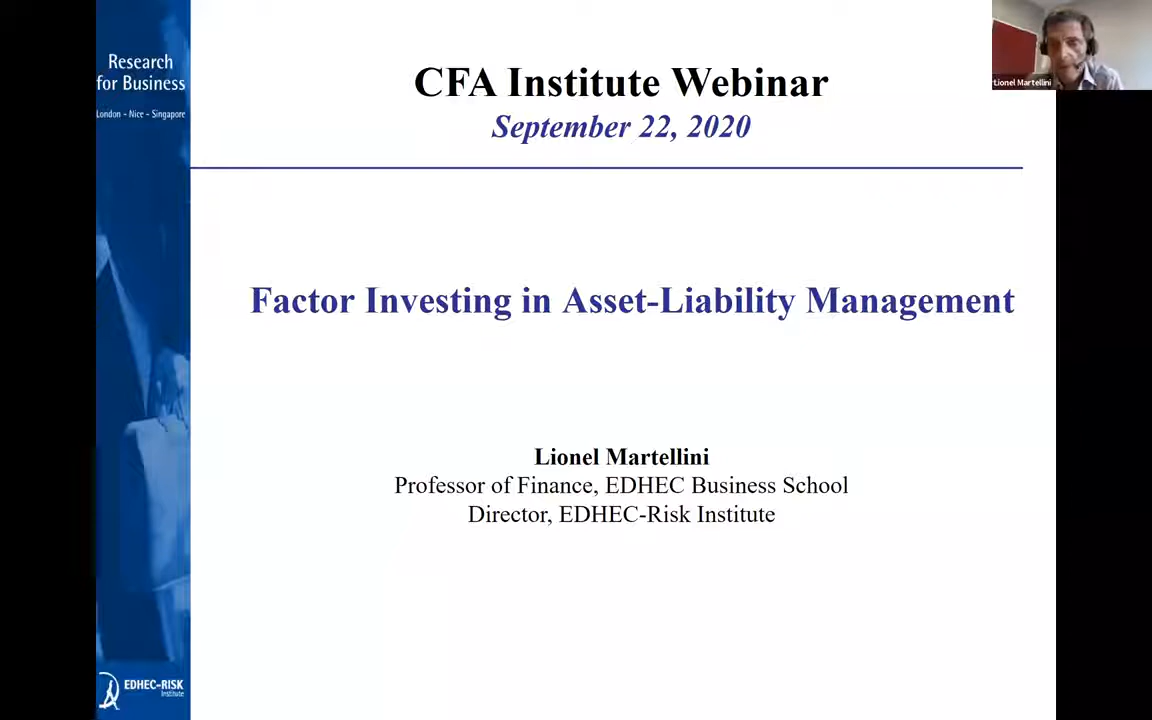 Research
for Business
London - Nice - Singapore
CFA Institute Webinar
September 22, 2020
Lionel Martellini
Factor Investing in Asset-Liability Management
Lionel Martellini
Professor of Finance, EDHEC Business School
Director, EDHEC-Risk Institute
EDHEC-RISK
Institute